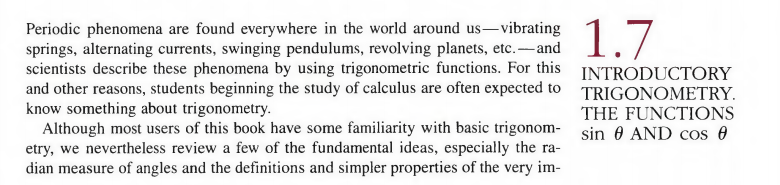 Periodic phenomena are found everywhere in the world around us—vibrating
springs, alternating currents, swinging pendulums, revolving planets, etc.—and
scientists describe these phenomena by using trigonometric functions. For this
and other reasons, students beginning the study of calculus are often expected to
know something about trigonometry.
Although most users of this book have some familiarity with basic trigonom-
etry, we nevertheless review a few of the fundamental ideas, especially the ra-
dian measure of angles and the definitions and simpler properties of the very im-
1.7
INTRODUCTORY
TRIGONOMETRY.
THE FUNCTIONS
sin θ AND cos θ